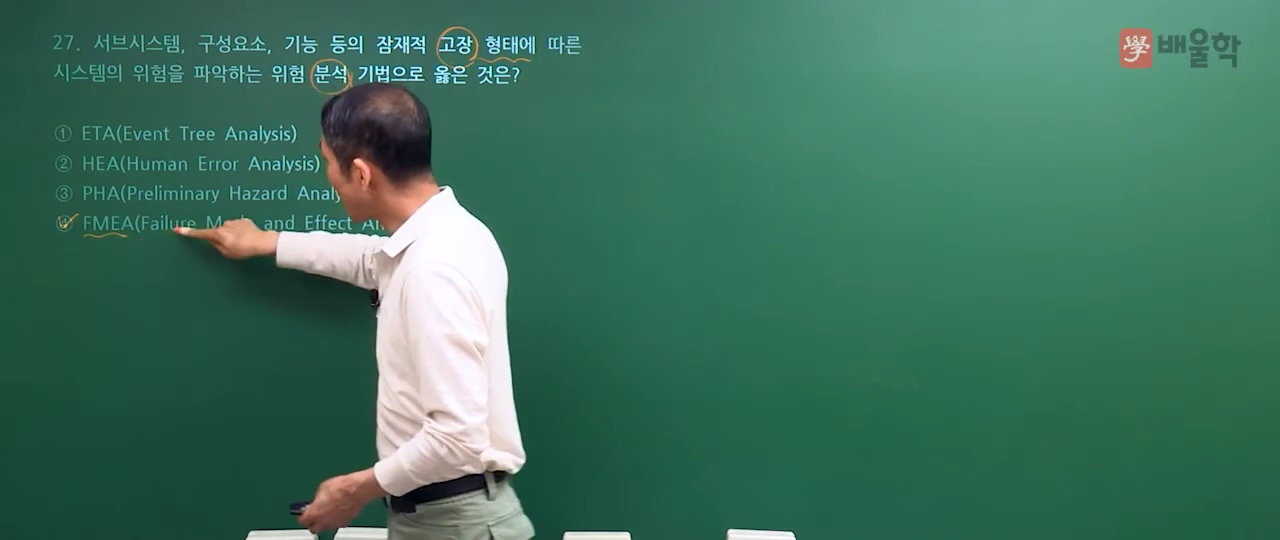 27. 서브시스템, 구성요소, 기능 등의 잠재적 고장 형태에 따른
시스템의 위험을 파악하는 위험 분석 기법으로 옳은 것은?
① ETA(Event Tree Analysis)
② HEA(Human Error Analysis)
③ PHA(Preliminary Hazard
④ FMEA(Failure and Effect
學 배울학